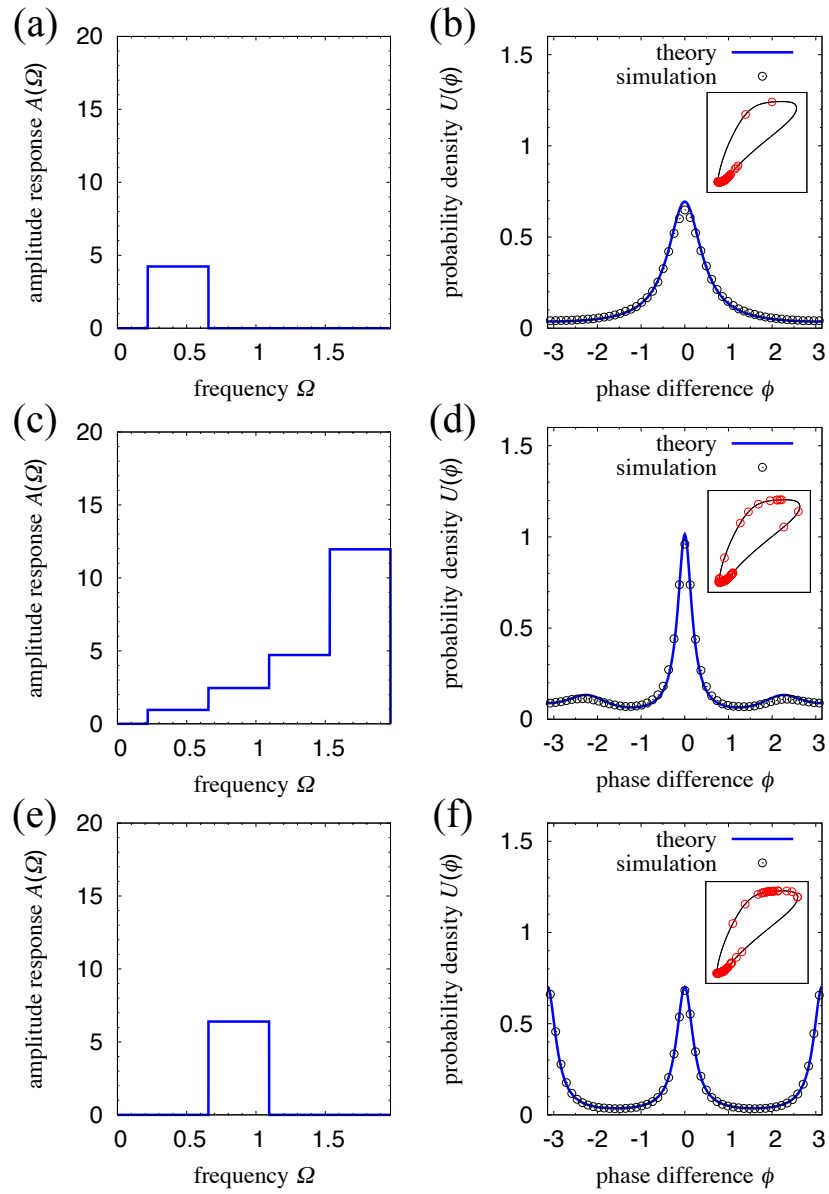 (a)
amplitude response A(Ω)
20
15
10
5
0
0 0.5 1 1.5
frequency Ω
(b)
probability density U(ϕ)
theory
simulation
1.5
1
0.5
0
-3 -2 -1 0 1 2 3
phase difference ϕ
(c)
amplitude response A(Ω)
20
15
10
5
0
0 0.5 1 1.5
frequency Ω
(d)
probability density U(ϕ)
theory
simulation
1.5
1
0.5
0
-3 -2 -1 0 1 2 3
phase difference ϕ
(e)
amplitude response A(Ω)
20
15
10
5
0
0 0.5 1 1.5
frequency Ω
(f)
probability density U(ϕ)
theory
simulation
1.5
1
0.5
0
-3 -2 -1 0 1 2 3
phase difference ϕ